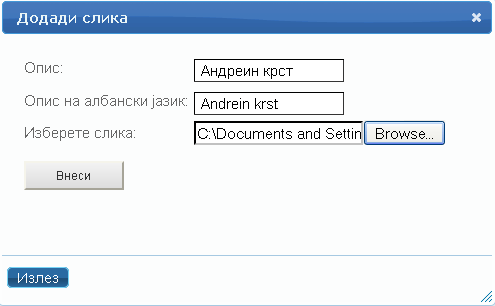 Додади слика
Опис: Андреин крст
Опис на албански јазик: Andrein krst
Изберете слика: C:\Documents and Settin Browse...
Внеси
Излез